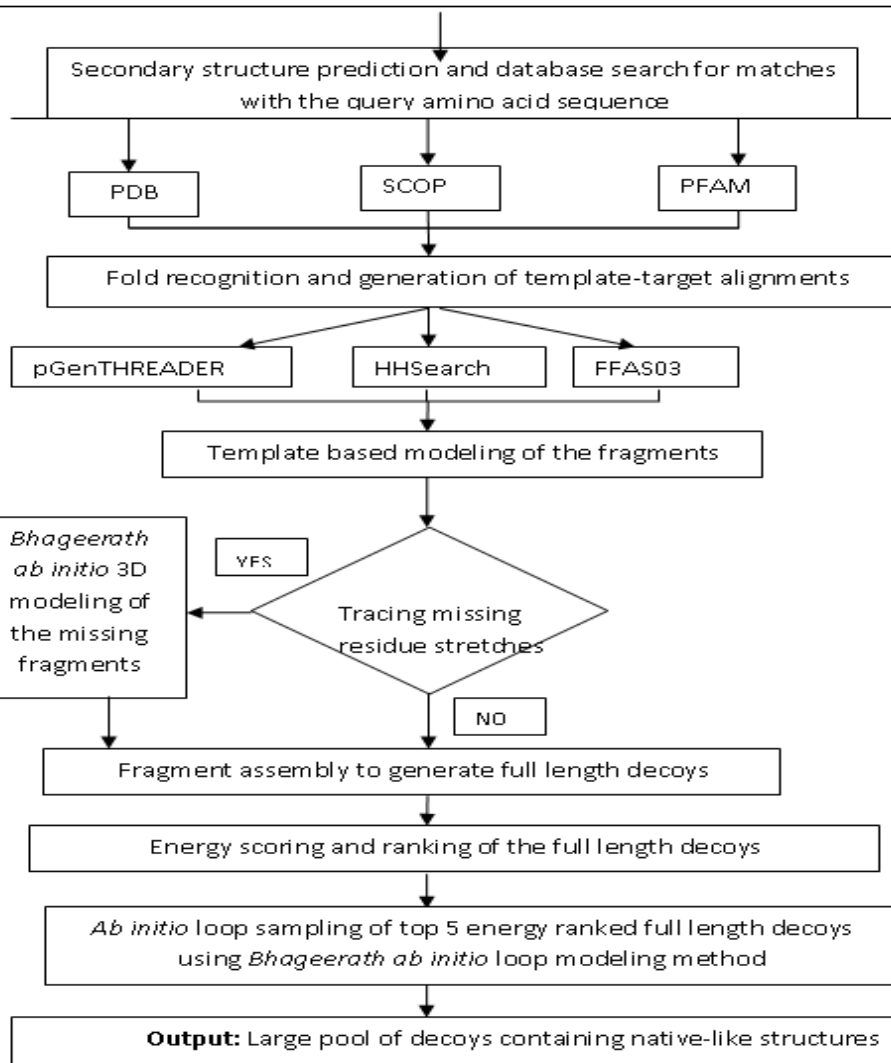 Secondary structure prediction and database search for matches
with the query amino acid sequence
PDB
SCOP
PFAM
Fold recognition and generation of template-target alignments
pGenTHREADER
HHSearch
FFAS03
Template based modeling of the fragments
Bhageerath
ab initio 3D
modeling of
the missing
fragments
YES
Tracing missing
residue stretches
NO
Fragment assembly to generate full length decoys
Energy scoring and ranking of the full length decoys
Ab initio loop sampling of top 5 energy ranked full length decoys
using Bhageerath ab initio loop modeling method
Output: Large pool of decoys containing native-like structures